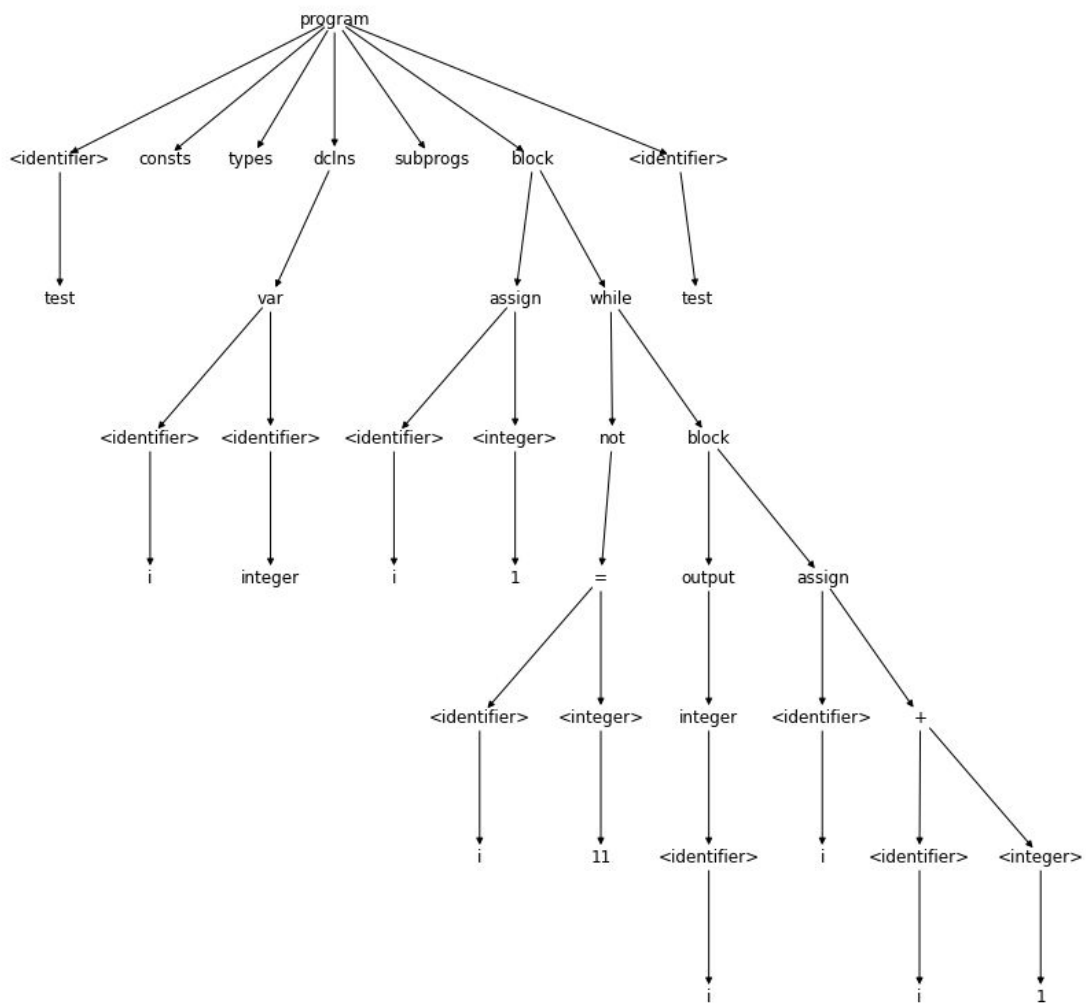 program
<identifier> consts types dclns subprogs block <identifier>
test var assign while test
<identifier> <identifier> <identifier> <integer> not block
i integer i 1 = output assign
<identifier> <integer> integer <identifier> +
i 11 <identifier> i <identifier> <integer>
i i 1